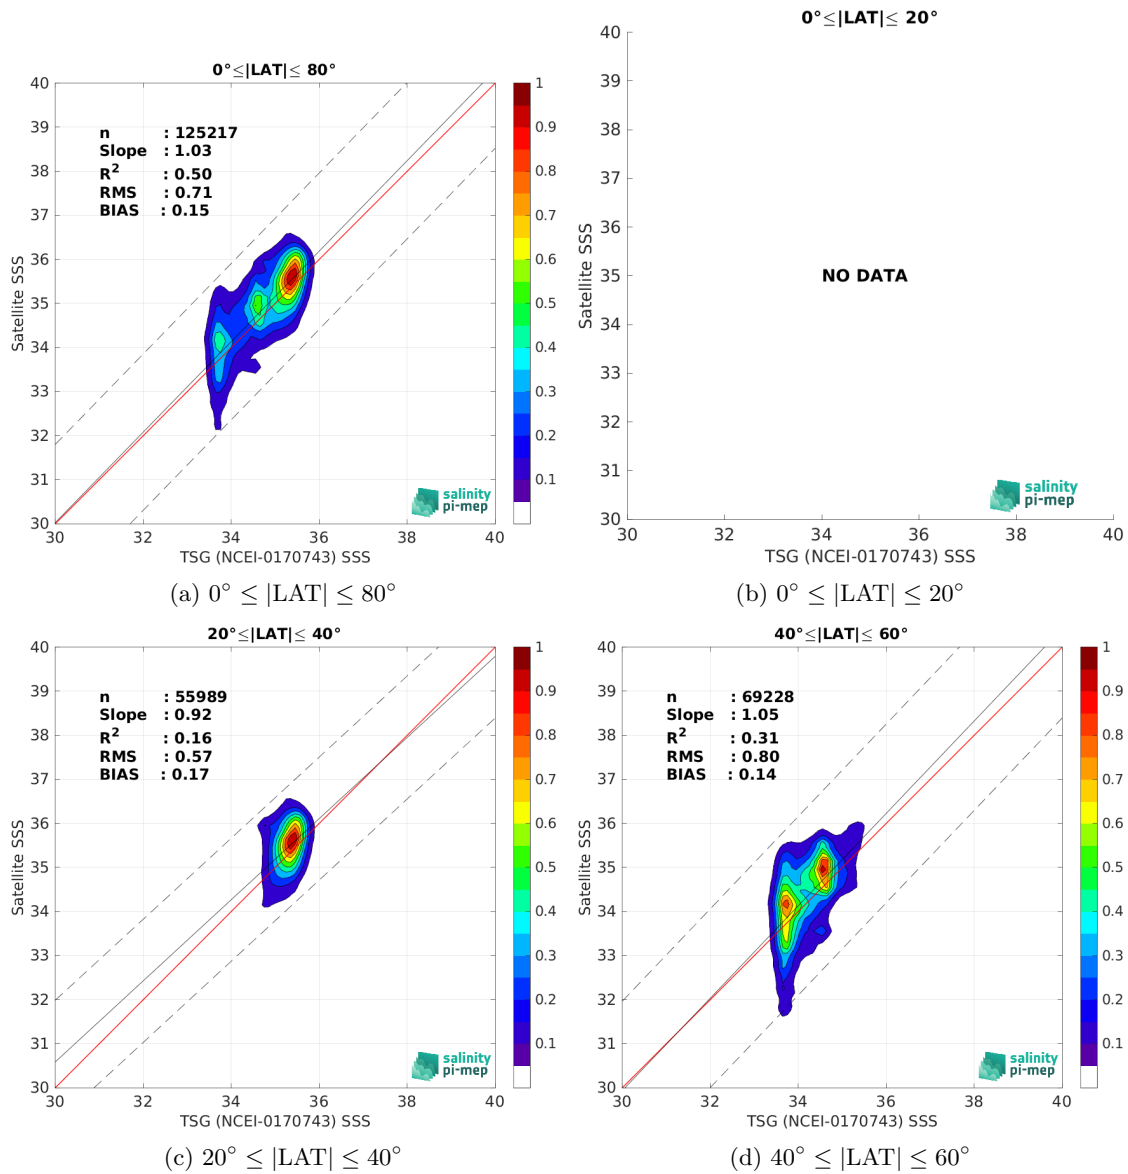 0°≤|LAT|≤ 80°
40
39
38
37
36
35
34
33
32
31
30
Satellite SSS
n : 125217
Slope : 1.03
R² : 0.50
RMS : 0.71
BIAS : 0.15
salinity
pi-mep
30 32 34 36 38 40
TSG (NCEI-0170743) SSS
1
0.9
0.8
0.7
0.6
0.5
0.4
0.3
0.2
0.1
(a) 0° ≤ |LAT| ≤ 80°
0°≤|LAT|≤ 20°
40
39
38
37
36
35
34
33
32
31
30
Satellite SSS
NO DATA
salinity
pi-mep
30 32 34 36 38 40
TSG (NCEI-0170743) SSS
(b) 0° ≤ |LAT| ≤ 20°
20°≤|LAT|≤ 40°
40
39
38
37
36
35
34
33
32
31
30
Satellite SSS
n : 55989
Slope : 0.92
R² : 0.16
RMS : 0.57
BIAS : 0.17
salinity
pi-mep
30 32 34 36 38 40
TSG (NCEI-0170743) SSS
1
0.9
0.8
0.7
0.6
0.5
0.4
0.3
0.2
0.1
(c) 20° ≤ |LAT| ≤ 40°
40°≤|LAT|≤ 60°
40
39
38
37
36
35
34
33
32
31
30
Satellite SSS
n : 69228
Slope : 1.05
R² : 0.31
RMS : 0.80
BIAS : 0.14
salinity
pi-mep
30 32 34 36 38 40
TSG (NCEI-0170743) SSS
1
0.9
0.8
0.7
0.6
0.5
0.4
0.3
0.2
0.1
(d) 40° ≤ |LAT| ≤ 60°